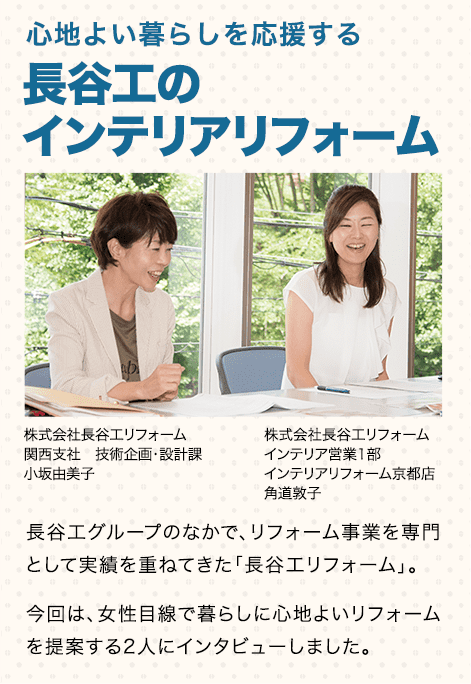 心地よい暮らしを応援する
長谷工の
インテリアリフォーム
株式会社長谷工リフォーム
関西支社　技術企画・設計課
小坂由美子
株式会社長谷工リフォーム
インテリア営業1部
インテリアリフォーム京都店
角道敦子
長谷工グループのなかで、リフォーム事業を専門
として実績を重ねてきた「長谷工リフォーム」。
今回は、女性目線で暮らしに心地よいリフォーム
を提案する2人にインタビューしました。